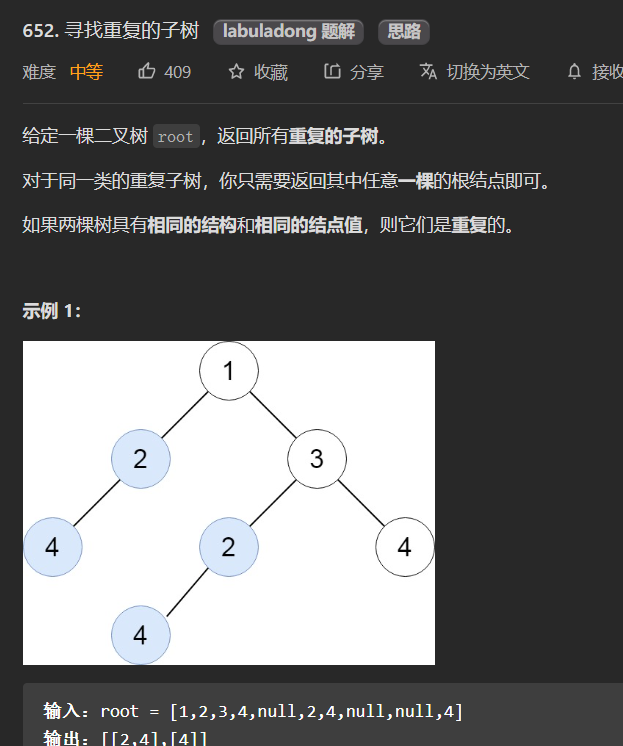 652. 寻找重复的子树 labuladong 题解 思路
难度 中等 409 收藏 分享 切换为英文 接收
给定一棵二叉树 root，返回所有重复的子树。
对于同一类的重复子树，你只需要返回其中任意一棵的根结点即可。
如果两棵树具有相同的结构和相同的结点值，则它们是重复的。
示例 1：
1
2 3
4 2 4
4
输入：root = [1,2,3,4,null,2,4,null,null,4]
输出：[[2,4],[4]]